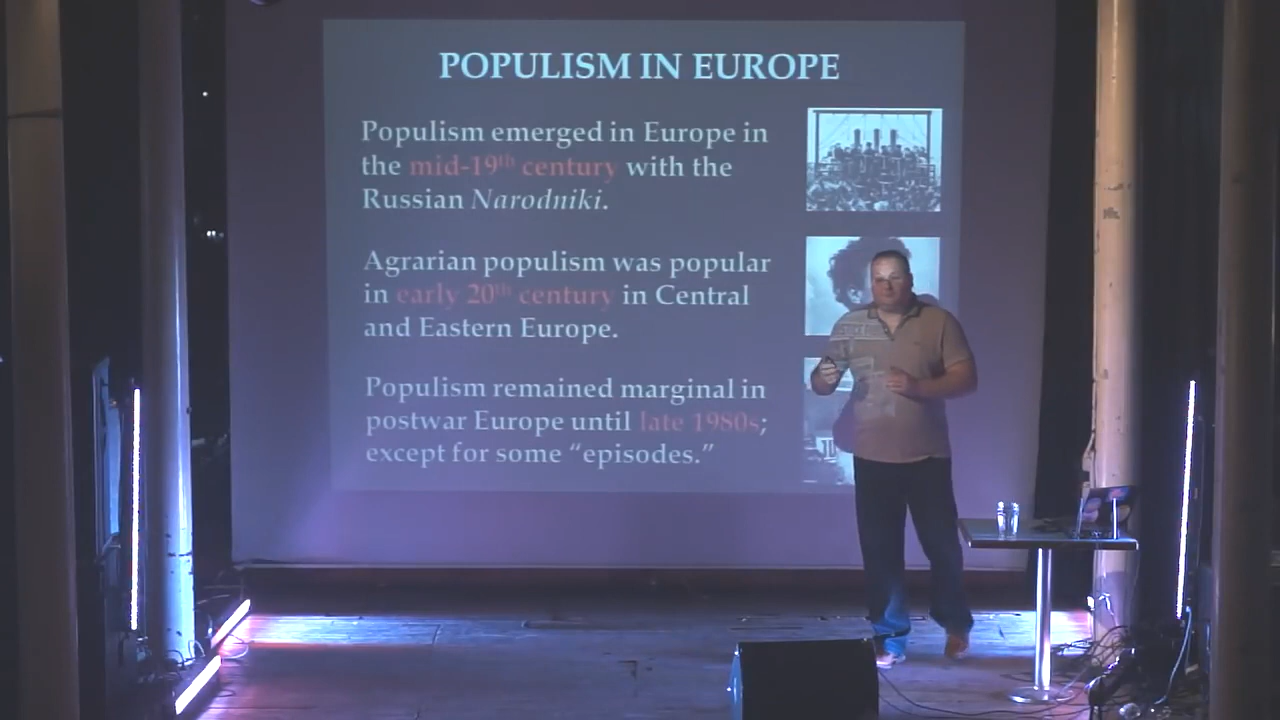 POPULISM IN EUROPE
Populism emerged in Europe in
the mid-19th century with the
Russian Narodniki.
Agrarian populism was popular
in early 20th century in Central
and Eastern Europe.
Populism remained marginal in
postwar Europe until late 1980s;
except for some “episodes.”